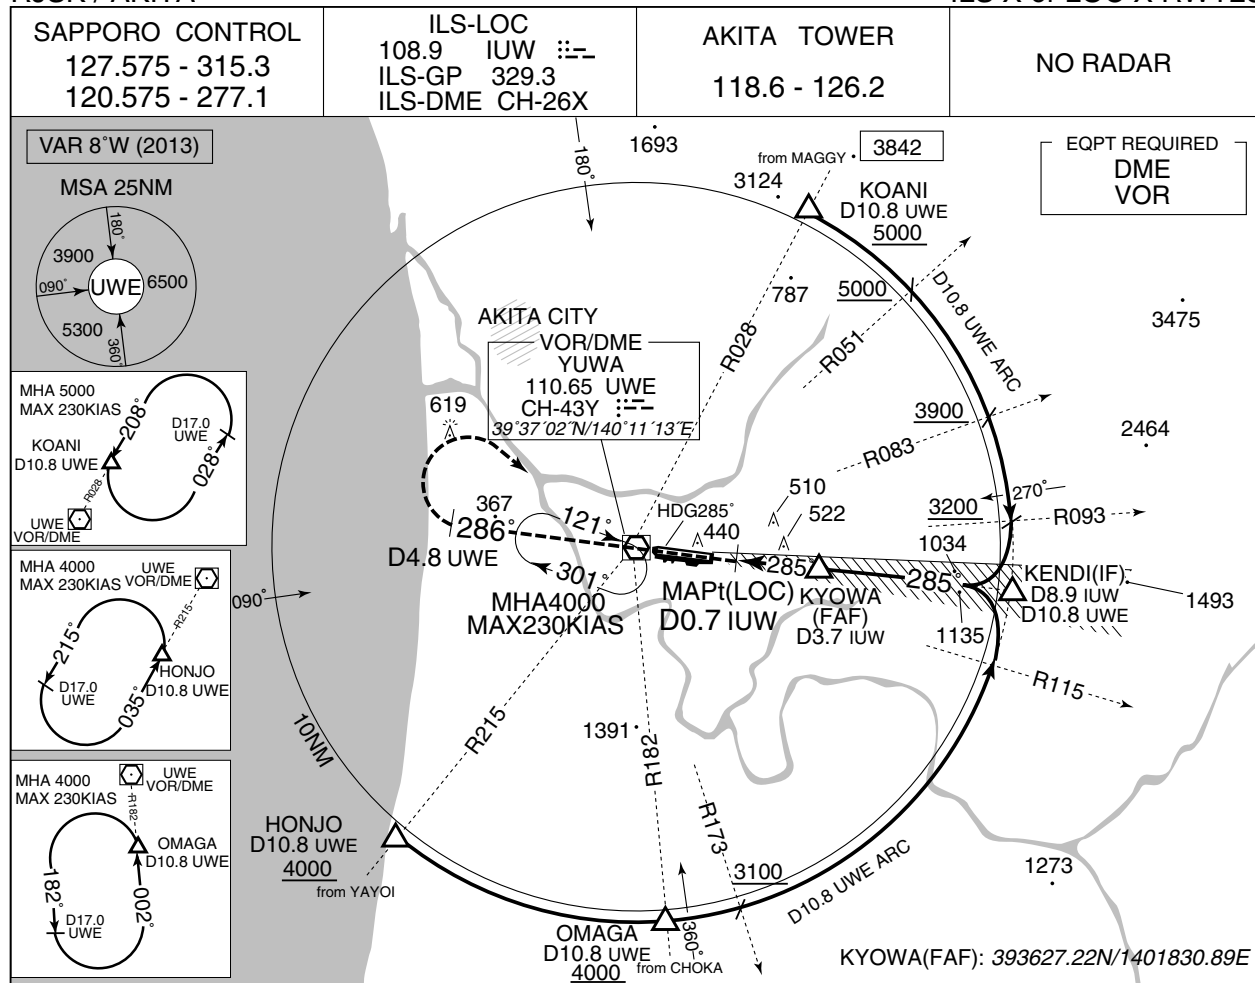 SAPPORO CONTROL
127.575 - 315.3
120.575 - 277.1
ILS-LOC
108.9 IUW
ILS-GP 329.3
ILS-DME CH-26X
AKITA TOWER
118.6 - 126.2
NO RADAR
VAR 8°W (2013)
MSA 25NM
180°
3900
090°
UWE
6500
5300
360°
EQPT REQUIRED
DME
VOR
180°
1693
from MAGGY
3842
3124
KOANI
D10.8 UWE
5000
787
5000
D10.8 UWE ARC
3475
R028
R051
AKITA CITY
VOR/DME
YUWA
110.65 UWE
CH-43Y
39°37′02″N/140°11′13″E
619
3900
R083
2464
MHA 5000
MAX 230KIAS
208°
D17.0
UWE
KOANI
D10.8 UWE
028°
R028
UWE
VOR/DME
510
522
3200
270°
R093
367
286°
121°
HDG285°
440
1034
D4.8 UWE
301°
285°
285°
KENDI(IF)
D8.9 IUW
D10.8 UWE
1493
MHA4000
MAX230KIAS
MAPt(LOC)
D0.7 IUW
KYOWA
(FAF)
D3.7 IUW
1135
090°
MHA 4000
MAX 230KIAS
UWE
VOR/DME
R215
215°
HONJO
D10.8 UWE
D17.0
UWE
035°
R115
10NM
R215
1391
R182
R173
MHA 4000
MAX 230KIAS
UWE
VOR/DME
R182
OMAGA
D10.8 UWE
182°
002°
D17.0
UWE
HONJO
D10.8 UWE
4000
from YAYOI
3100
D10.8 UWE ARC
1273
OMAGA
D10.8 UWE
4000
360°
from CHOKA
KYOWA(FAF): 393627.22N/1401830.89E